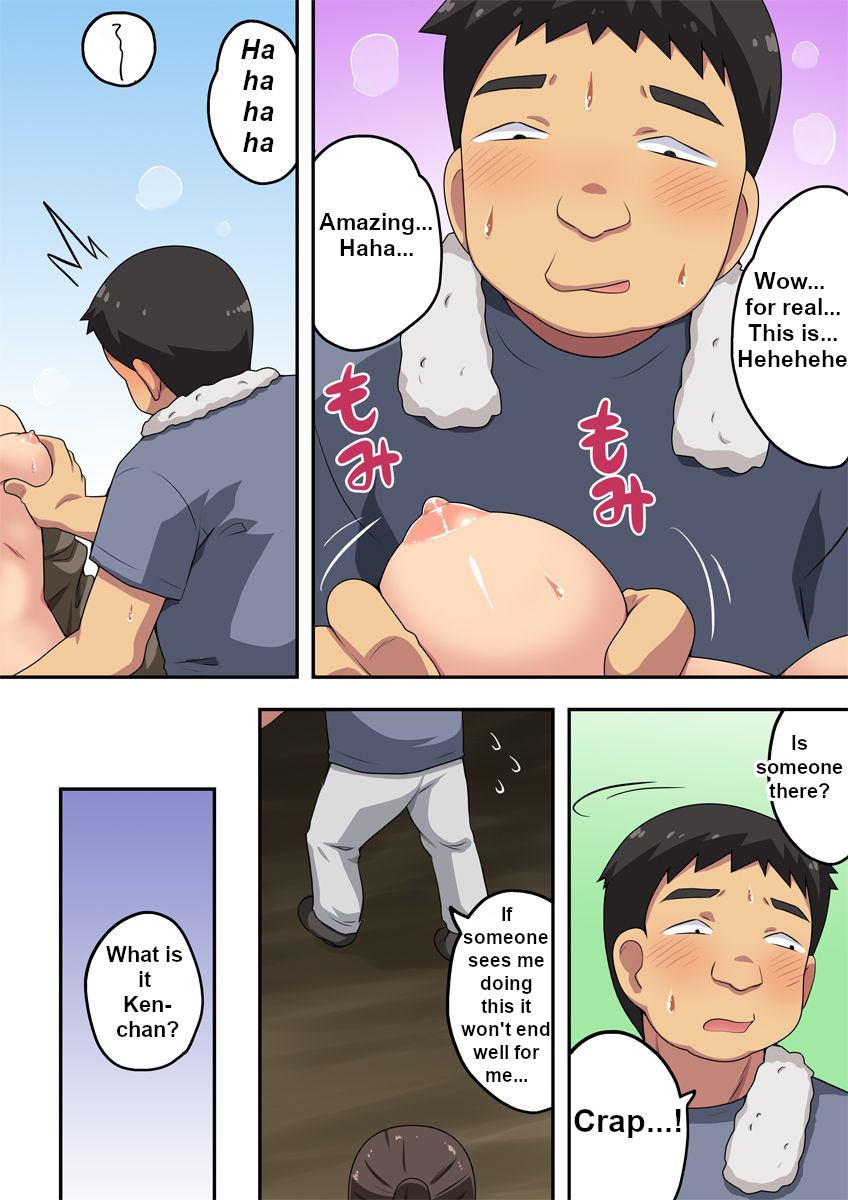 Wow...
for real...
This is...
Hehehehe
Amazing...
Haha...
もみ
もみ
Ha
ha
ha
ha
Is
someone
there?
Crap...!
If
someone
sees me
doing
this it
won't end
well for
me...
What is
it
Ken-
chan?